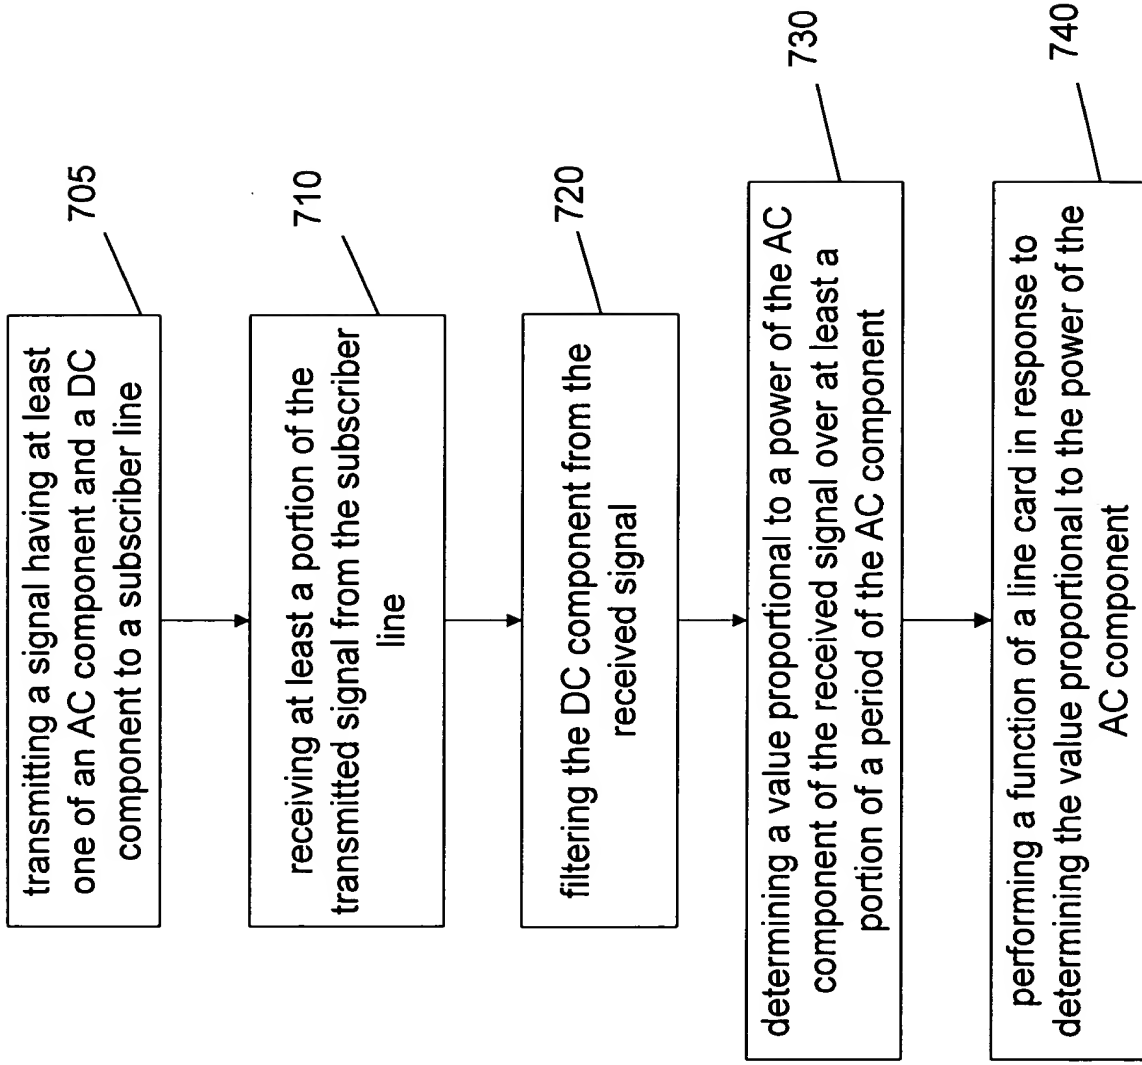 transmitting a signal having at least
one of an AC component and a DC
component to a subscriber line
705
receiving at least a portion of the
transmitted signal from the subscriber
line
710
filtering the DC component from the
received signal
720
determining a value proportional to a power of the AC
component of the received signal over at least a
portion of a period of the AC component
730
performing a function of a line card in response to
determining the value proportional to the power of the
AC component
740